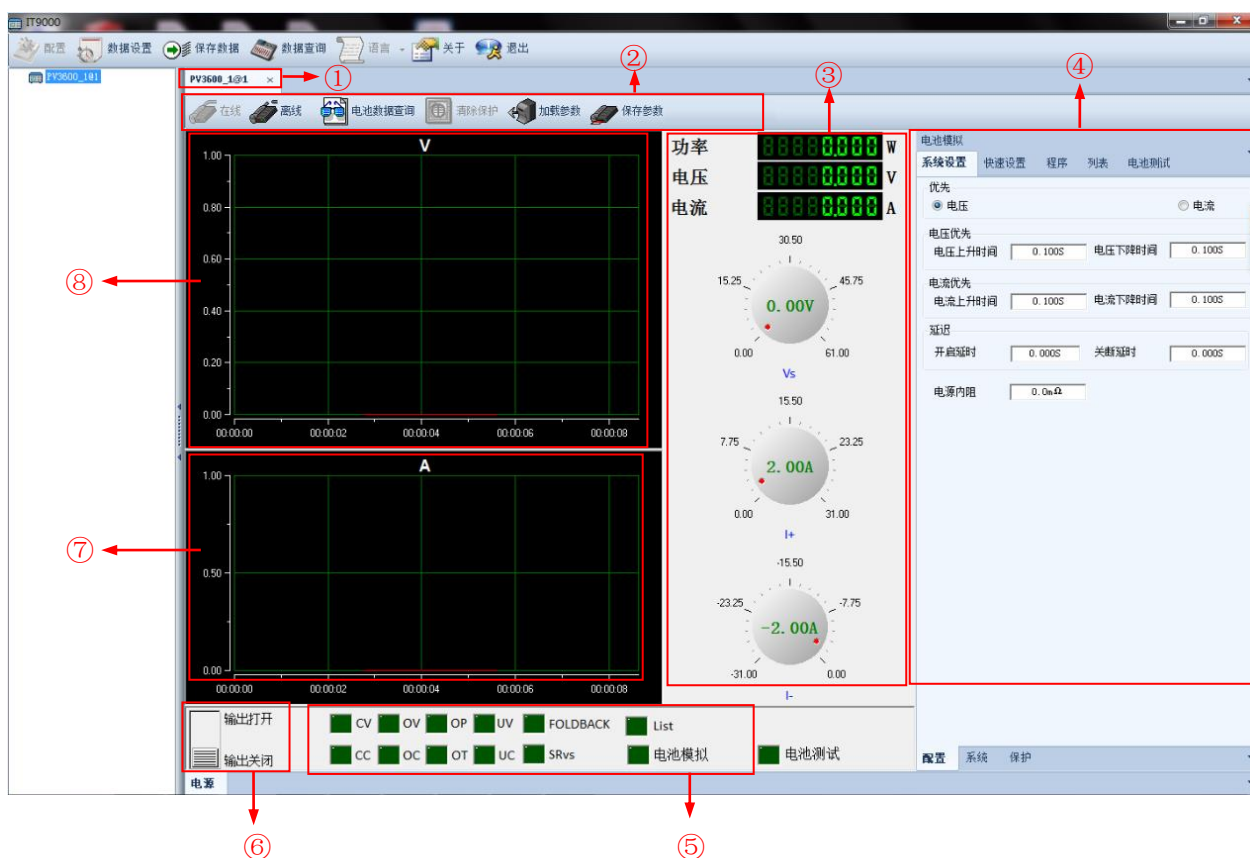 IT9000
配置 数据设置 保存数据 数据查询 语言 关于 退出
PV3600_1@1
PV3600_1@1 ×
①
②
③
④
在线 离线 电池数据查询 清除保护 加载参数 保存参数
V
1.00
0.80
0.60
0.40
0.20
0.00
00:00:00 00:00:02 00:00:04 00:00:06 00:00:08
⑧
A
1.00
0.50
0.00
00:00:00 00:00:02 00:00:04 00:00:06 00:00:08
⑦
功率 0.000 W
电压 0.000 V
电流 0.000 A
30.50
15.25 45.75
0.00V
0.00 61.00
Vs
15.50
7.75 23.25
2.00A
0.00 31.00
I+
-15.50
-23.25 -7.75
-2.00A
-31.00 0.00
I-
电池模拟
系统设置 快速设置 程序 列表 电池测试
优先
电压 电流
电压优先
电压上升时间 0.100S 电压下降时间 0.100S
电流优先
电流上升时间 0.100S 电流下降时间 0.100S
延迟
开启延时 0.000S 关断延时 0.000S
电源内阻 0.0mΩ
配置 系统 保护
输出打开
输出关闭
CV OV OP UV FOLDBACK List
CC OC OT UC SRvs 电池模拟 电池测试
电源
⑥
⑤